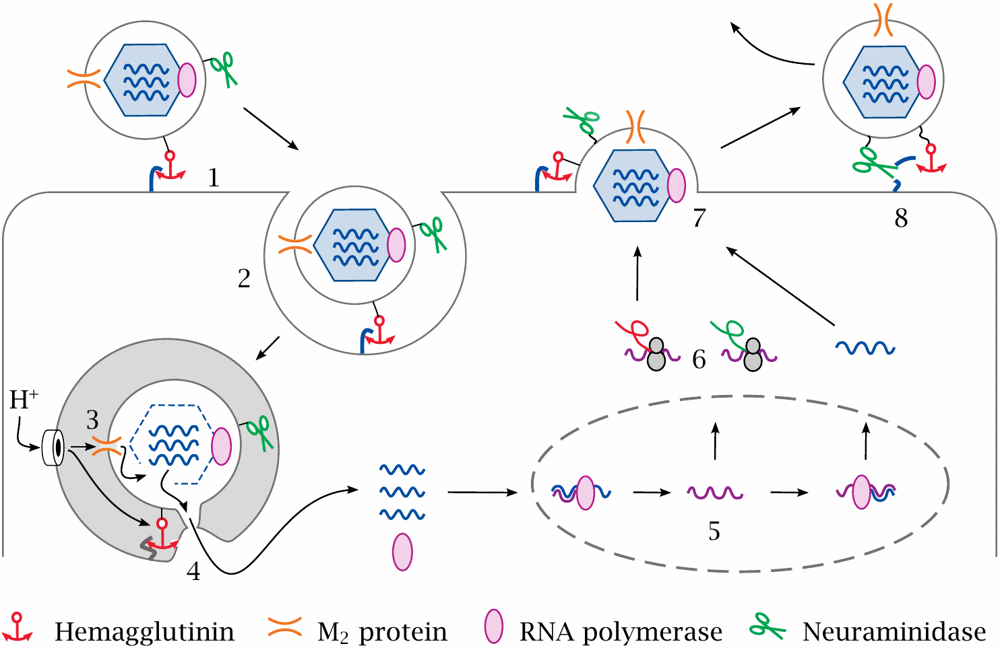 1
7
8
2
6
H⁺
3
5
4
Hemagglutinin
M₂ protein
RNA polymerase
Neuraminidase